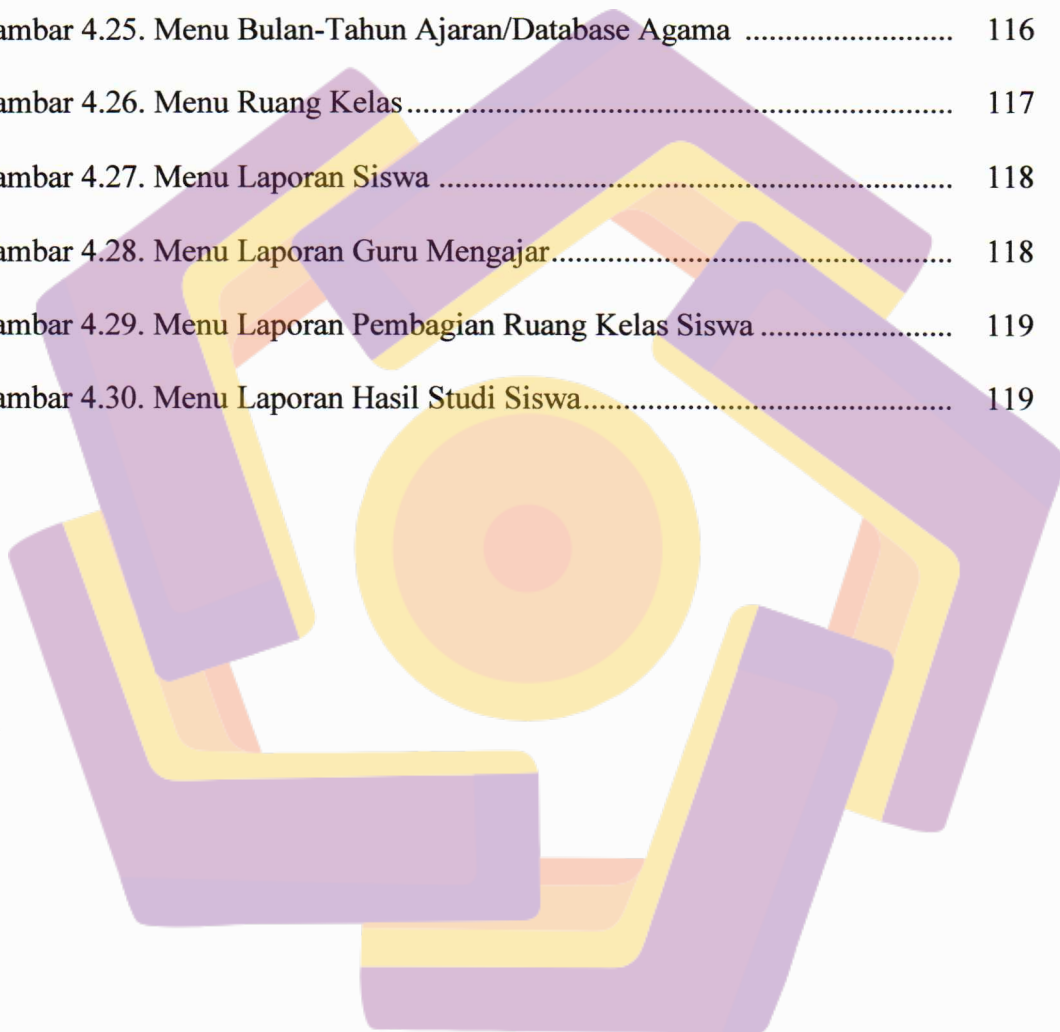 ambar 4.25. Menu Bulan-Tahun Ajaran/Database Agama ........................ 116
ambar 4.26. Menu Ruang Kelas................................................................ 117
ambar 4.27. Menu Laporan Siswa ............................................................ 118
ambar 4.28. Menu Laporan Guru Mengajar............................................... 118
ambar 4.29. Menu Laporan Pembagian Ruang Kelas Siswa ...................... 119
ambar 4.30. Menu Laporan Hasil Studi Siswa........................................... 119